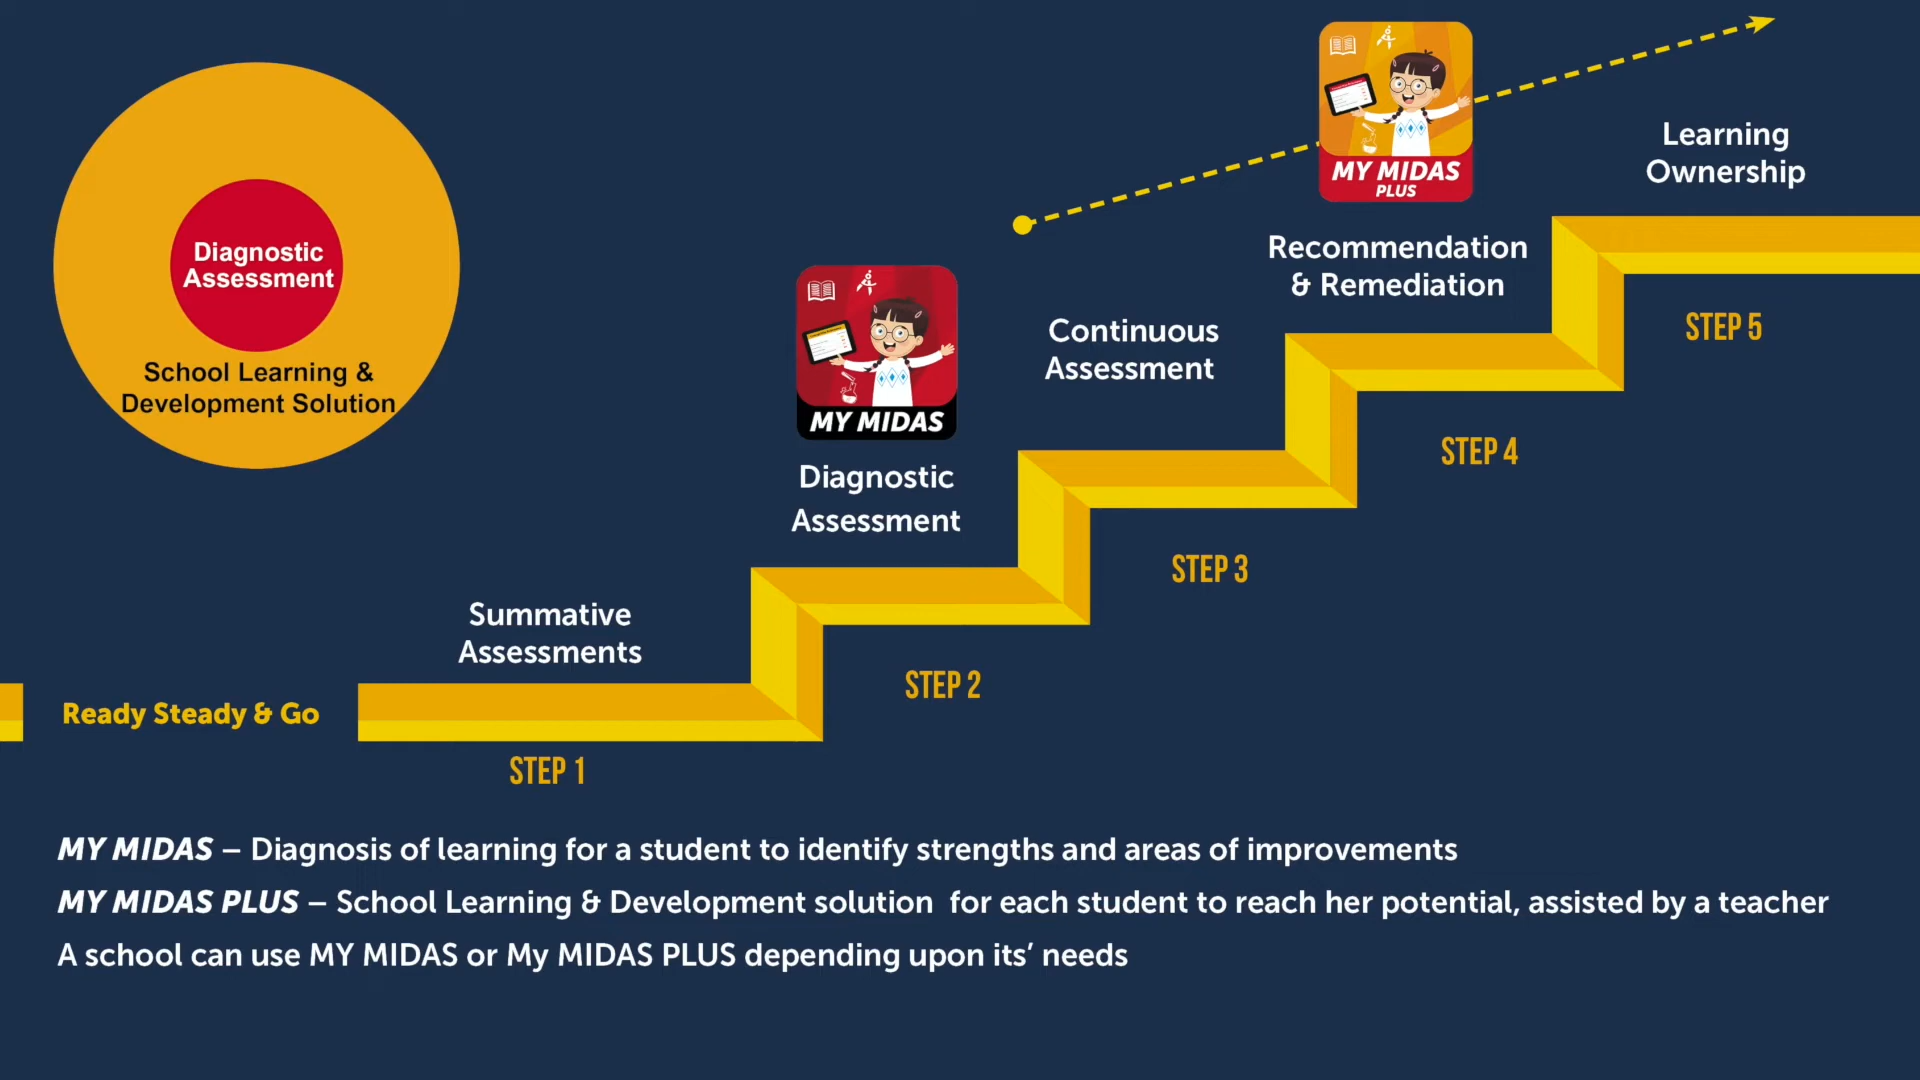 Diagnostic
Assessment
School Learning &
Development Solution
MY MIDAS
PLUS
Learning
Ownership
Recommendation
& Remediation
STEP 5
Continuous
Assessment
MY MIDAS
STEP 4
Diagnostic
Assessment
STEP 3
Summative
Assessments
STEP 2
Ready Steady & Go
STEP 1
MY MIDAS – Diagnosis of learning for a student to identify strengths and areas of improvements
MY MIDAS PLUS – School Learning & Development solution for each student to reach her potential, assisted by a teacher
A school can use MY MIDAS or My MIDAS PLUS depending upon its’ needs